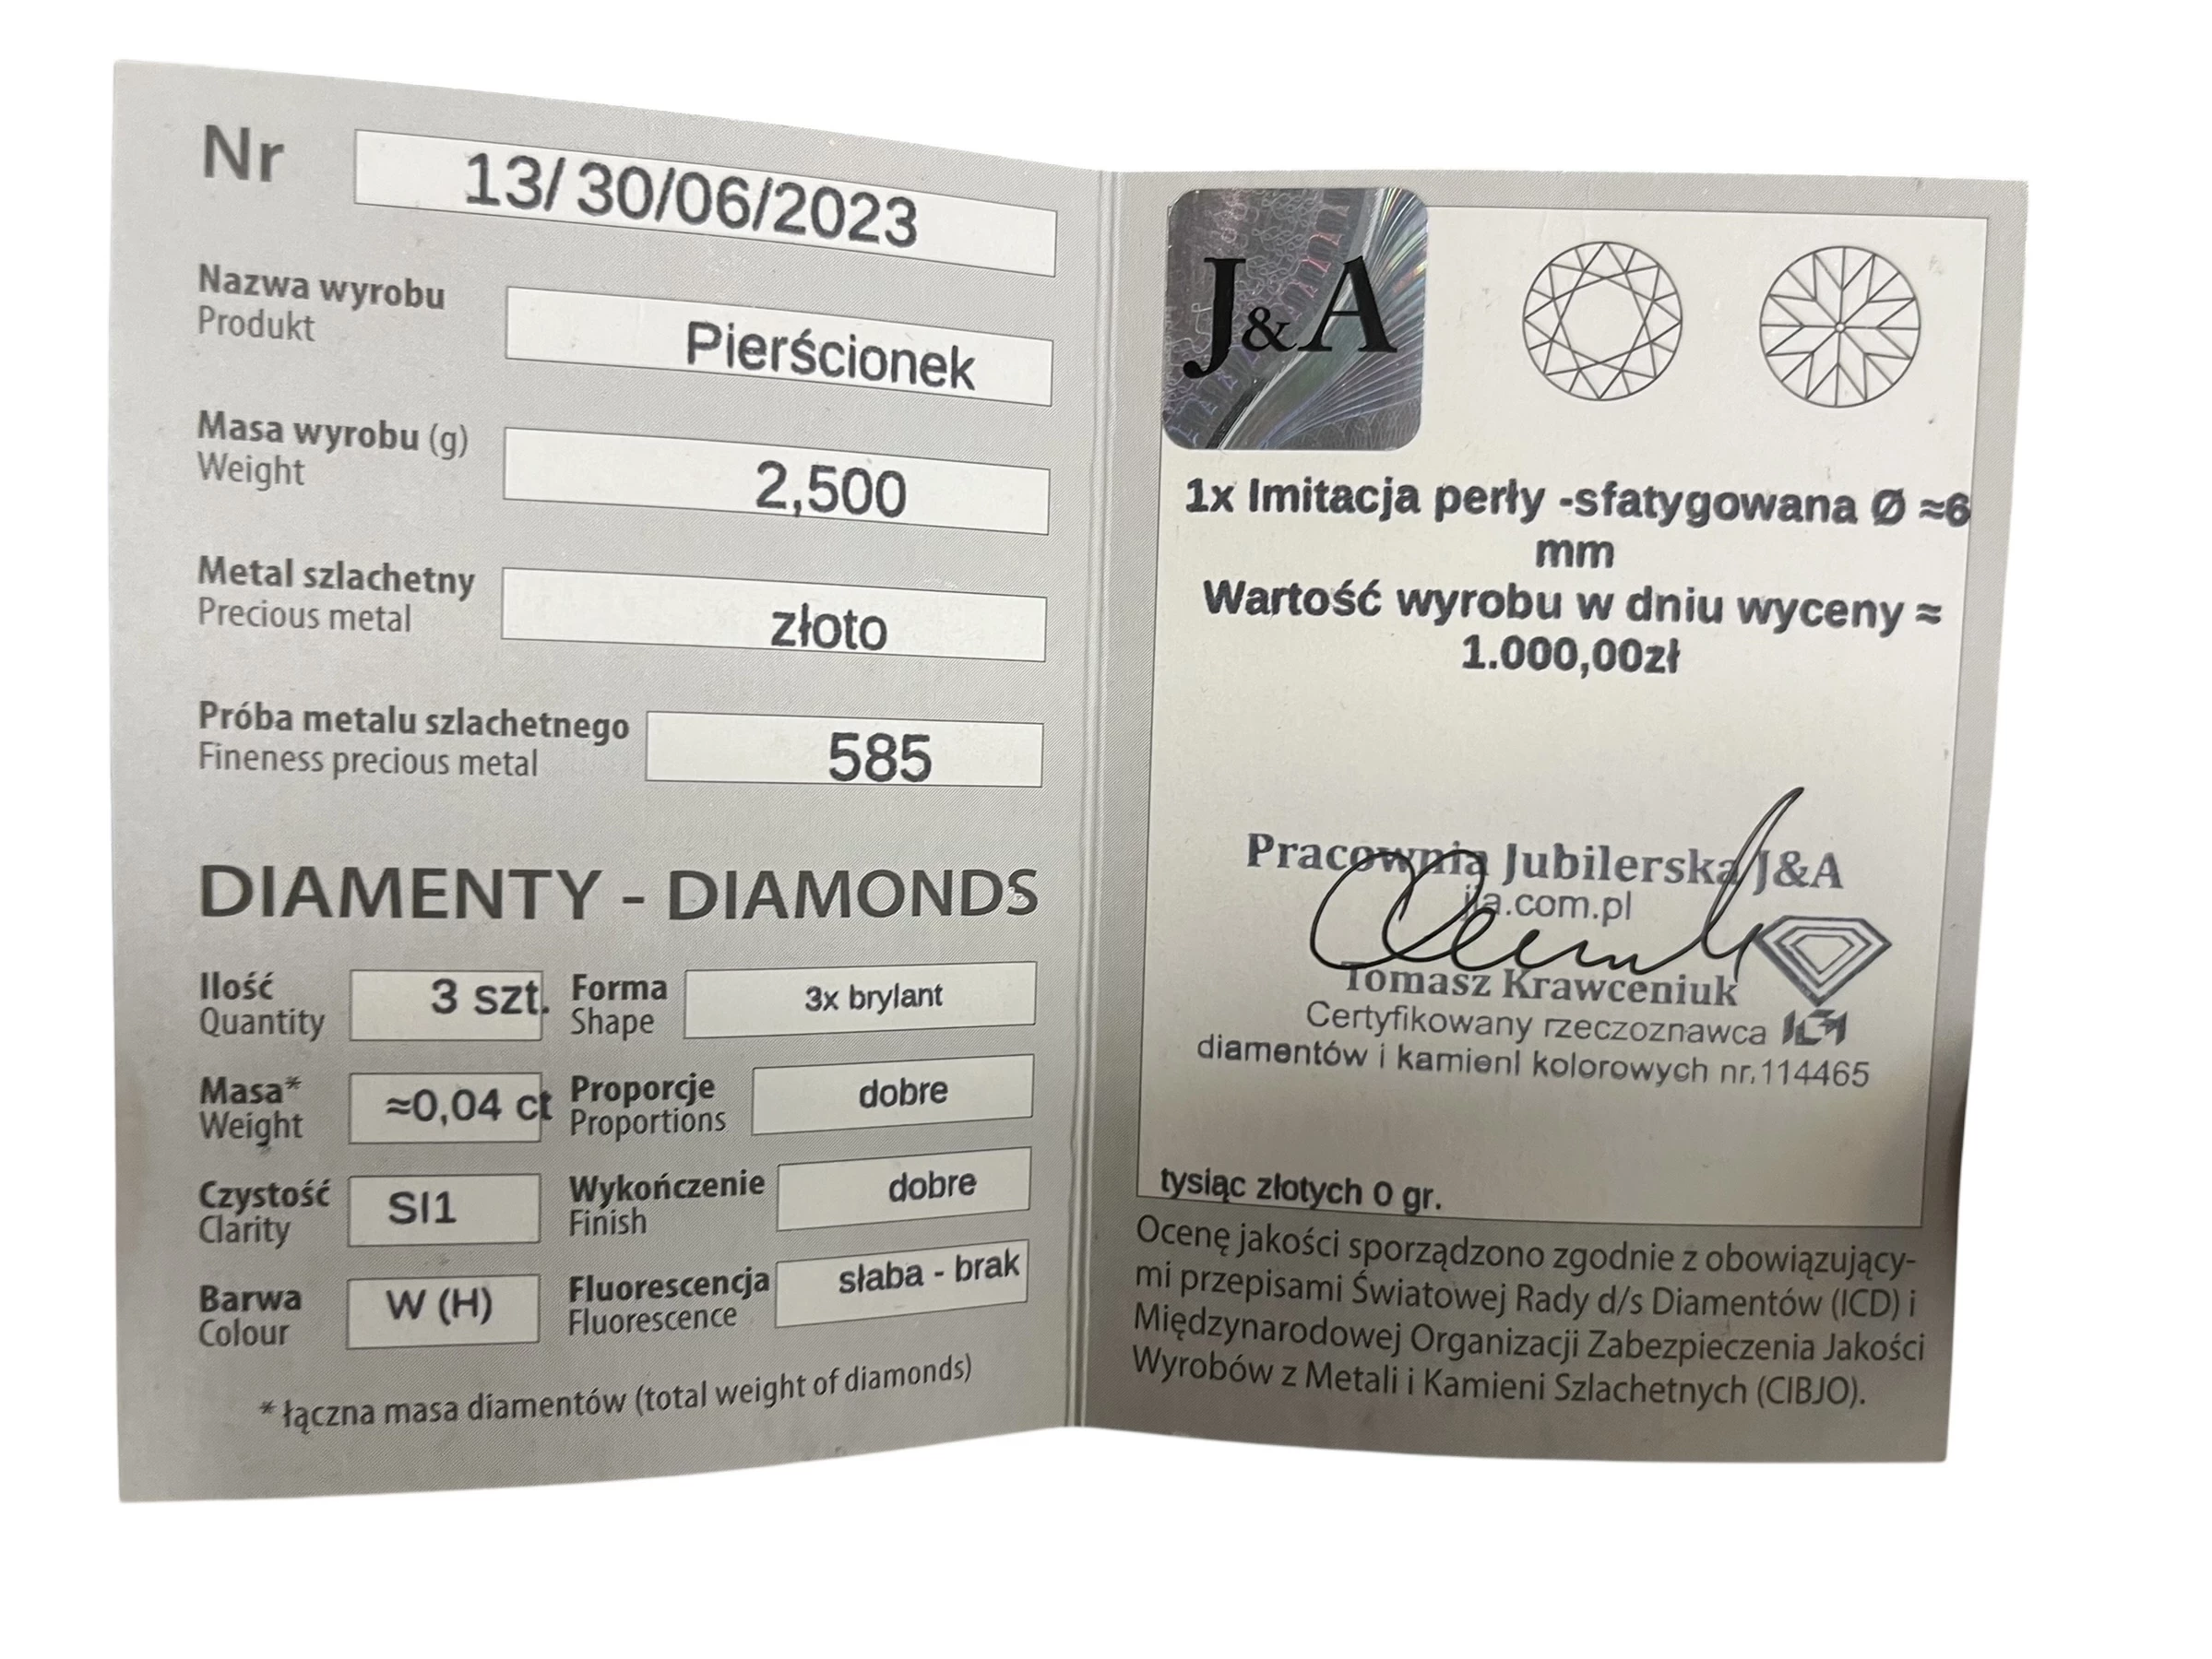 Nr 13/ 30/06/2023
Nazwa wyrobu
Produkt
Pierścionek
Masa wyrobu (g)
Weight
2,500
Metal szlachetny
Precious metal
złoto
Próba metalu szlachetnego
Fineness precious metal
585
DIAMENTY - DIAMONDS
Ilość
Quantity
3 szt.
Forma
Shape
3x brylant
Masa*
Weight
≈0,04 ct
Proporcje
Proportions
dobre
Czystość
Clarity
SI1
Wykończenie
Finish
dobre
Barwa
Colour
W (H)
Fluorescencja
Fluorescence
słaba - brak
* łączna masa diamentów (total weight of diamonds)
J&A
1x Imitacja perły -sfatygowana Ø ≈6
mm
Wartość wyrobu w dniu wyceny ≈
1.000,00zł
Pracownia Jubilerska J&A
.com.pl
Tomasz Krawceniuk
Certyfikowany rzeczoznawca
diamentów i kamieni kolorowych nr.114465
tysiąc złotych 0 gr.
Ocenę jakości sporządzono zgodnie z obowiązujący-
mi przepisami Światowej Rady d/s Diamentów (ICD) i
Międzynarodowej Organizacji Zabezpieczenia Jakości
Wyrobów z Metali i Kamieni Szlachetnych (CIBJO).